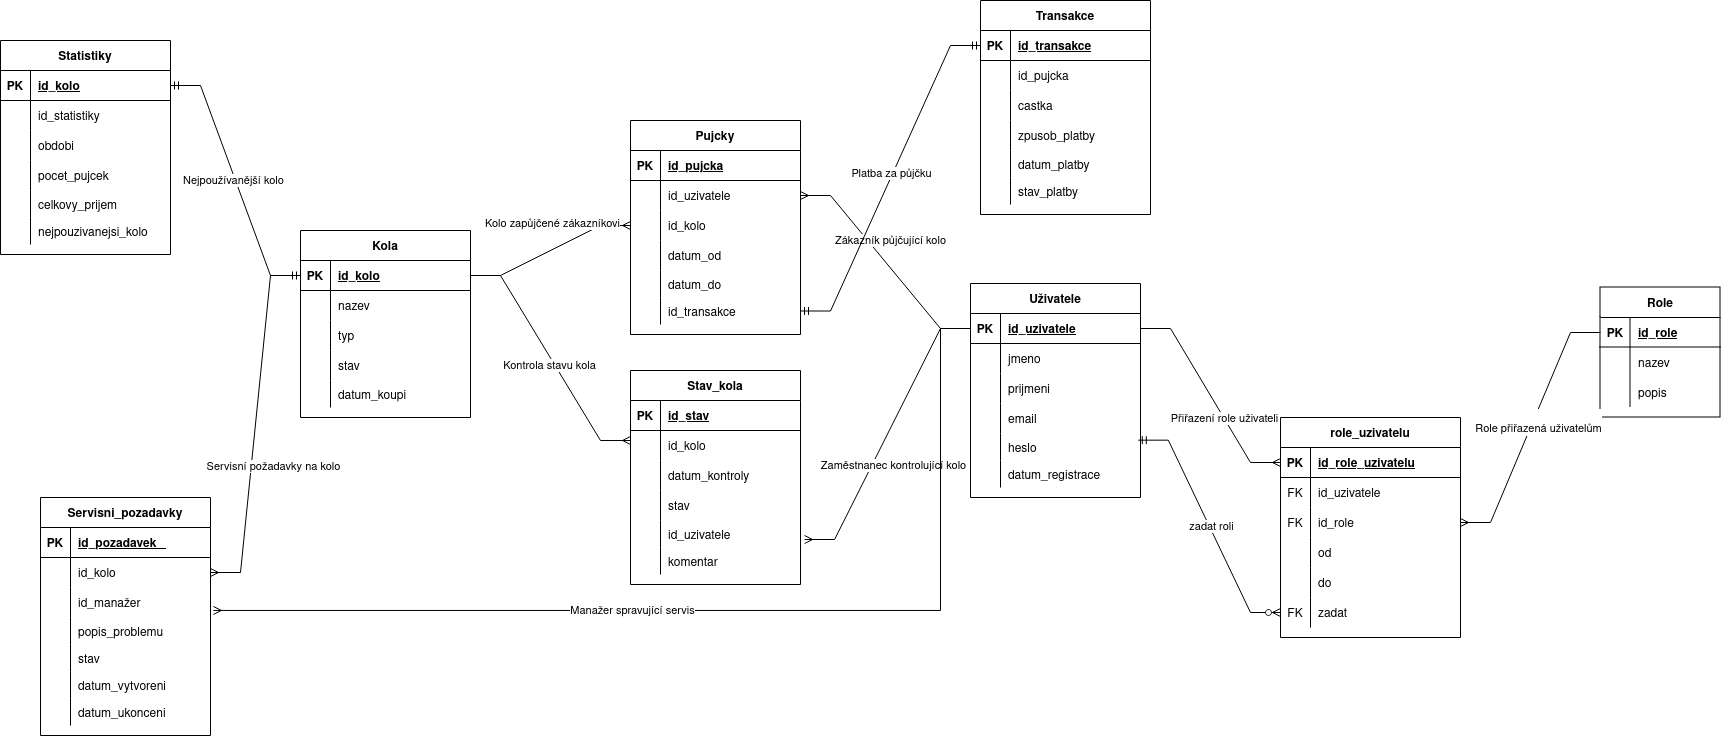 Transakce
PK id_transakce
id_pujcka
castka
zpusob_platby
datum_platby
stav_platby
Statistiky
PK id_kolo
id_statistiky
obdobi
pocet_pujcek
celkovy_prijem
nejpouzivanejsi_kolo
Nejpoužívanější kolo
Pujcky
PK id_pujcka
id_uzivatele
id_kolo
datum_od
datum_do
id_transakce
Platba za půjčku
Kolo zapůjčené zákazníkovi
Zákazník půjčující kolo
Kola
PK id_kolo
nazev
typ
stav
datum_koupi
Kontrola stavu kola
Uživatele
PK id_uzivatele
jmeno
prijmeni
email
heslo
datum_registrace
Role
PK id_role
nazev
popis
Stav_kola
PK id_stav
id_kolo
datum_kontroly
stav
id_uzivatele
komentar
Přiřazení role uživateli
Role přiřazená uživatelům
role_uzivatelu
PK id_role_uzivatelu
FK id_uzivatele
FK id_role
od
do
FK zadat
Zaměstnanec kontrolující kolo
Servisní požadavky na kolo
zadat roli
Servisni_pozadavky
PK id_pozadavek_
id_kolo
id_manažer
popis_problemu
stav
datum_vytvoreni
datum_ukonceni
Manažer spravující servis